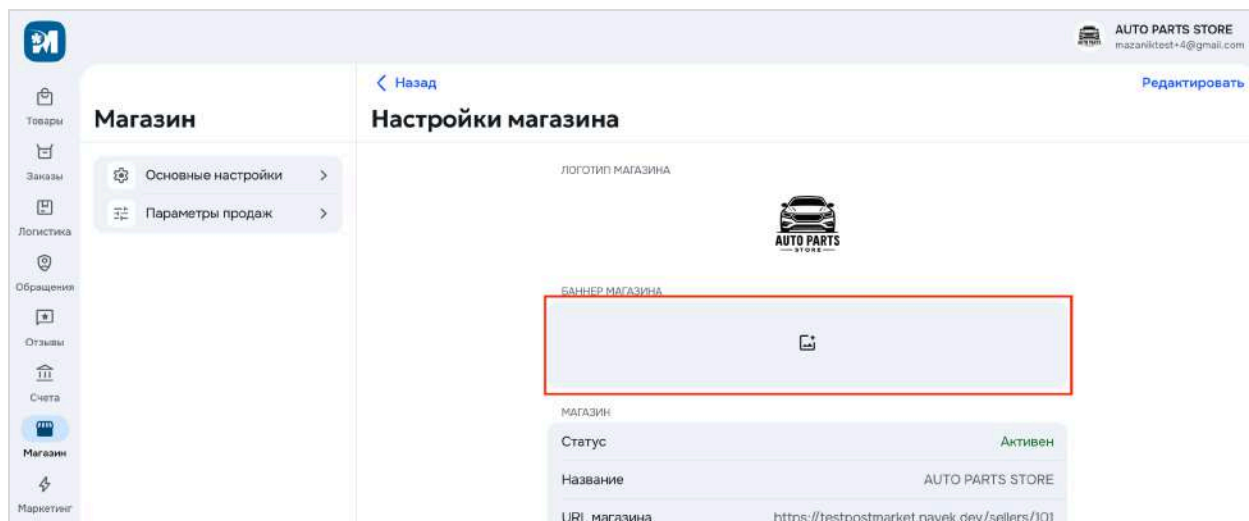 AUTO PARTS STORE
mazaniktest+4@gmail.com
Назад
Редактировать
Магазин
Настройки магазина
Товары
Заказы
Логистика
Обращения
Отзывы
Счета
Магазин
Маркетинг
Основные настройки
Параметры продаж
ЛОГОТИП МАГАЗИНА
AUTO PARTS
STORE
БАННЕР МАГАЗИНА
МАГАЗИН
Статус Активен
Название AUTO PARTS STORE
URL магазина https://testpostmarket.navek.dev/sellers/101